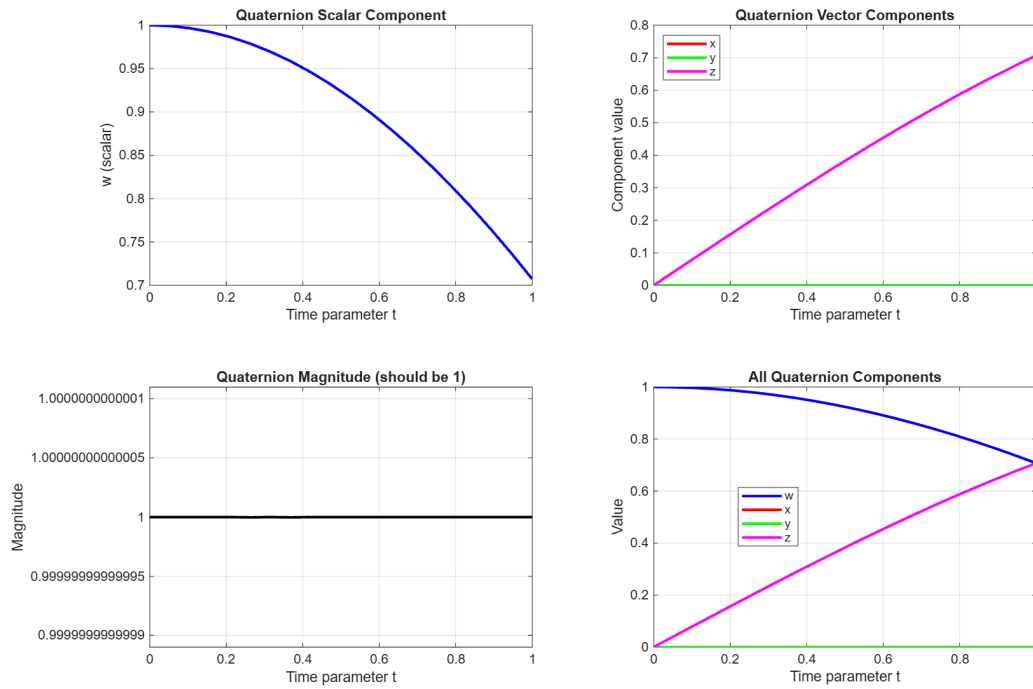 Quaternion Scalar Component
1
0.95
0.9
0.85
0.8
0.75
0.7
w (scalar)
0 0.2 0.4 0.6 0.8 1
Time parameter t
Quaternion Vector Components
0.8
0.7
0.6
0.5
0.4
0.3
0.2
0.1
0
Component value
x
y
z
0 0.2 0.4 0.6 0.8
Time parameter t
Quaternion Magnitude (should be 1)
1.0000000000001
1.00000000000005
1
0.99999999999995
0.9999999999999
Magnitude
0 0.2 0.4 0.6 0.8 1
Time parameter t
All Quaternion Components
1
0.8
0.6
0.4
0.2
0
Value
w
x
y
z
0 0.2 0.4 0.6 0.8
Time parameter t